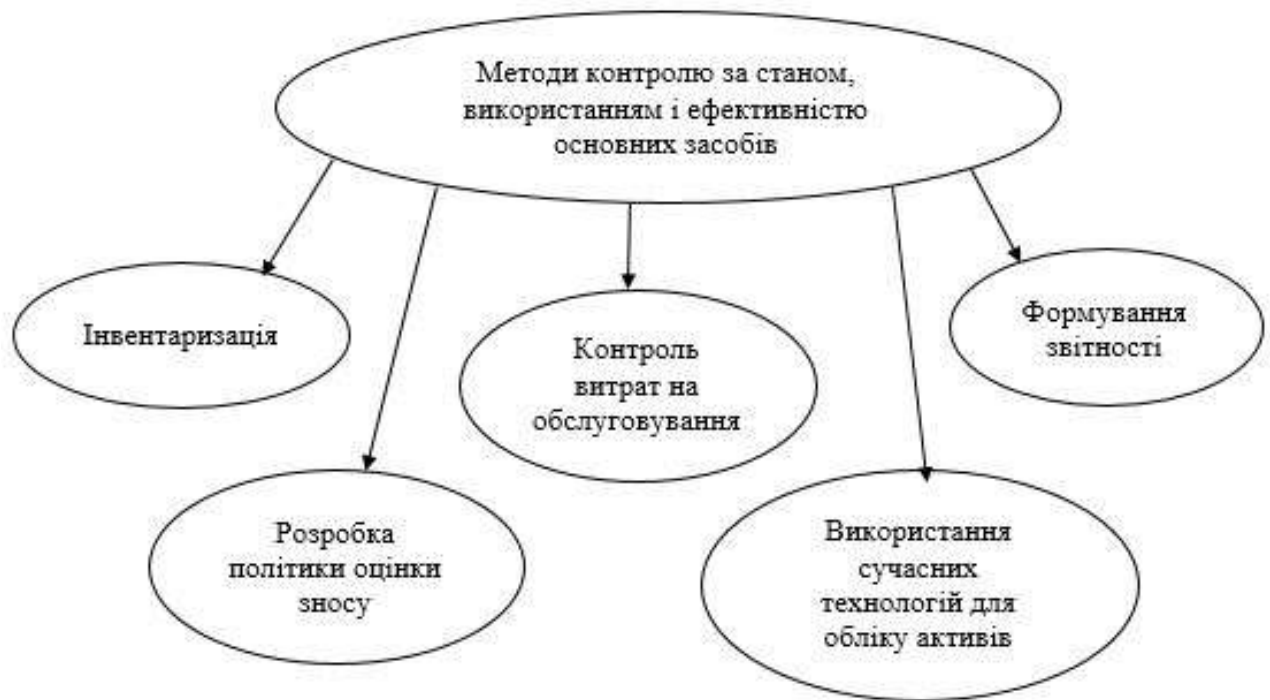 Методи контролю за станом,
використанням і ефективністю
основних засобів
Інвентаризація
Розробка
політики оцінки
зносу
Контроль
витрат на
обслуговування
Використання
сучасних
технологій для
обліку активів
Формування
звітності